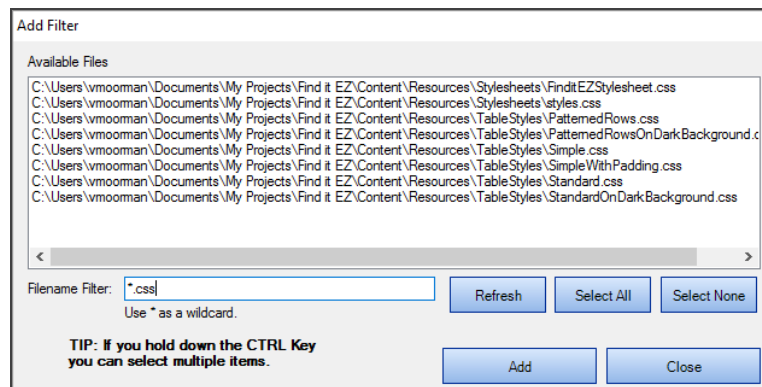 Add Filter
Available Files
C:\Users\vmoorman\Documents\My Projects\Find it EZ\Content\Resources\Stylesheets\FinditEZStylesheet.css
C:\Users\vmoorman\Documents\My Projects\Find it EZ\Content\Resources\Stylesheets\styles.css
C:\Users\vmoorman\Documents\My Projects\Find it EZ\Content\Resources\TableStyles\PatternedRows.css
C:\Users\vmoorman\Documents\My Projects\Find it EZ\Content\Resources\TableStyles\PatternedRowsOnDarkBackground.c
C:\Users\vmoorman\Documents\My Projects\Find it EZ\Content\Resources\TableStyles\Simple.css
C:\Users\vmoorman\Documents\My Projects\Find it EZ\Content\Resources\TableStyles\SimpleWithPadding.css
C:\Users\vmoorman\Documents\My Projects\Find it EZ\Content\Resources\TableStyles\Standard.css
C:\Users\vmoorman\Documents\My Projects\Find it EZ\Content\Resources\TableStyles\StandardOnDarkBackground.css
Filename Filter: *.css Refresh Select All Select None
Use * as a wildcard.
TIP: If you hold down the CTRL Key
you can select multiple items.
Add Close